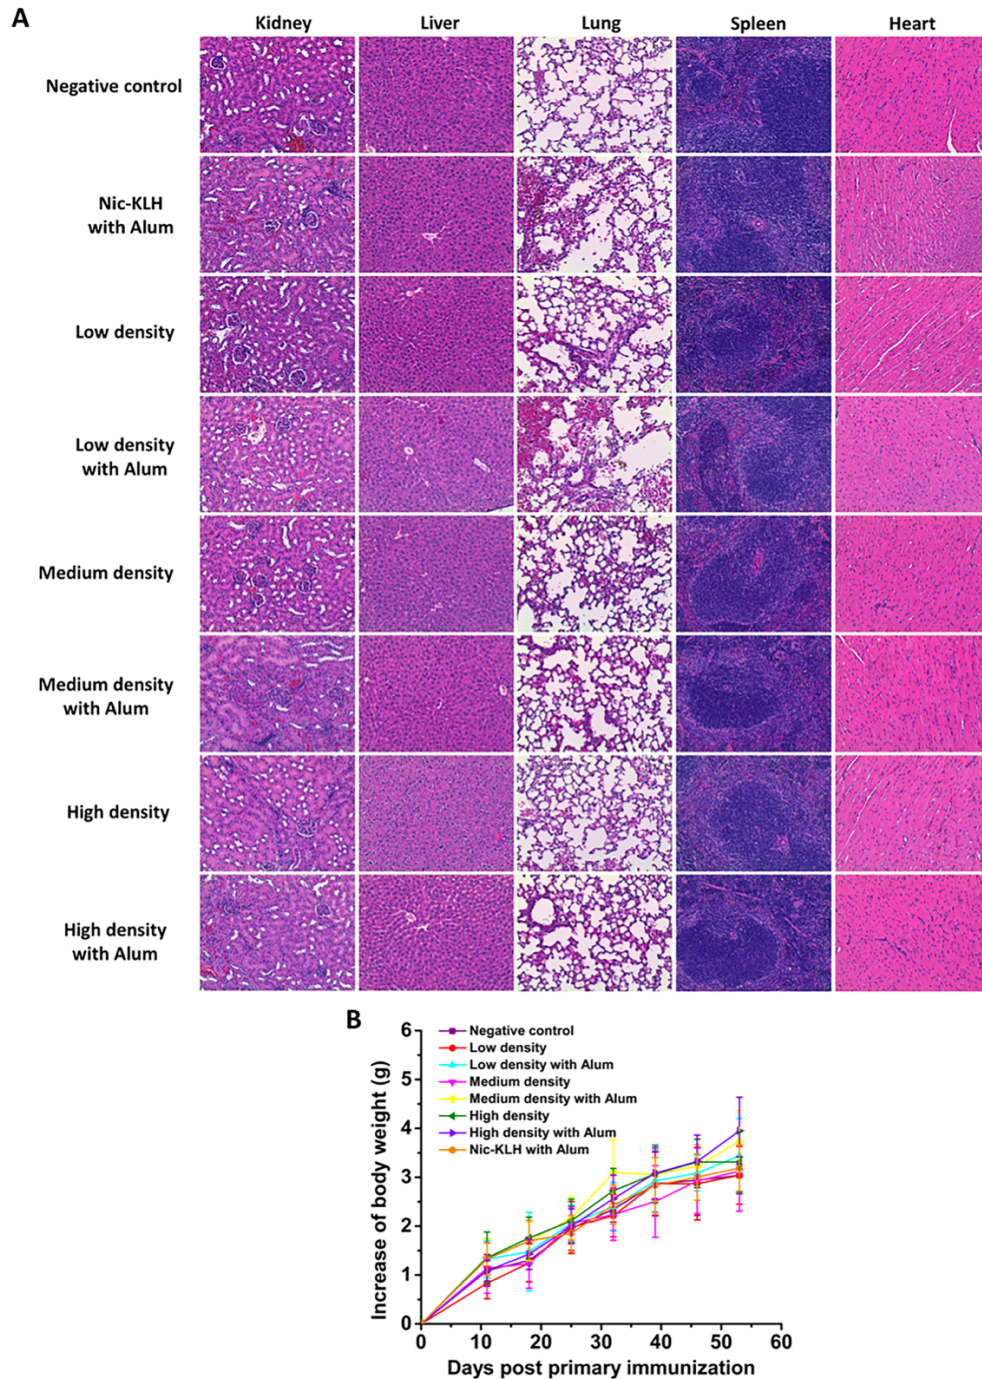 A
Kidney Liver Lung Spleen Heart
Negative control
Nic-KLH
with Alum
Low density
Low density
with Alum
Medium density
Medium density
with Alum
High density
High density
with Alum
B
Increase of body weight (g)
6
5
4
3
2
1
0
Negative control
Low density
Low density with Alum
Medium density
Medium density with Alum
High density
High density with Alum
Nic-KLH with Alum
0 10 20 30 40 50 60
Days post primary immunization